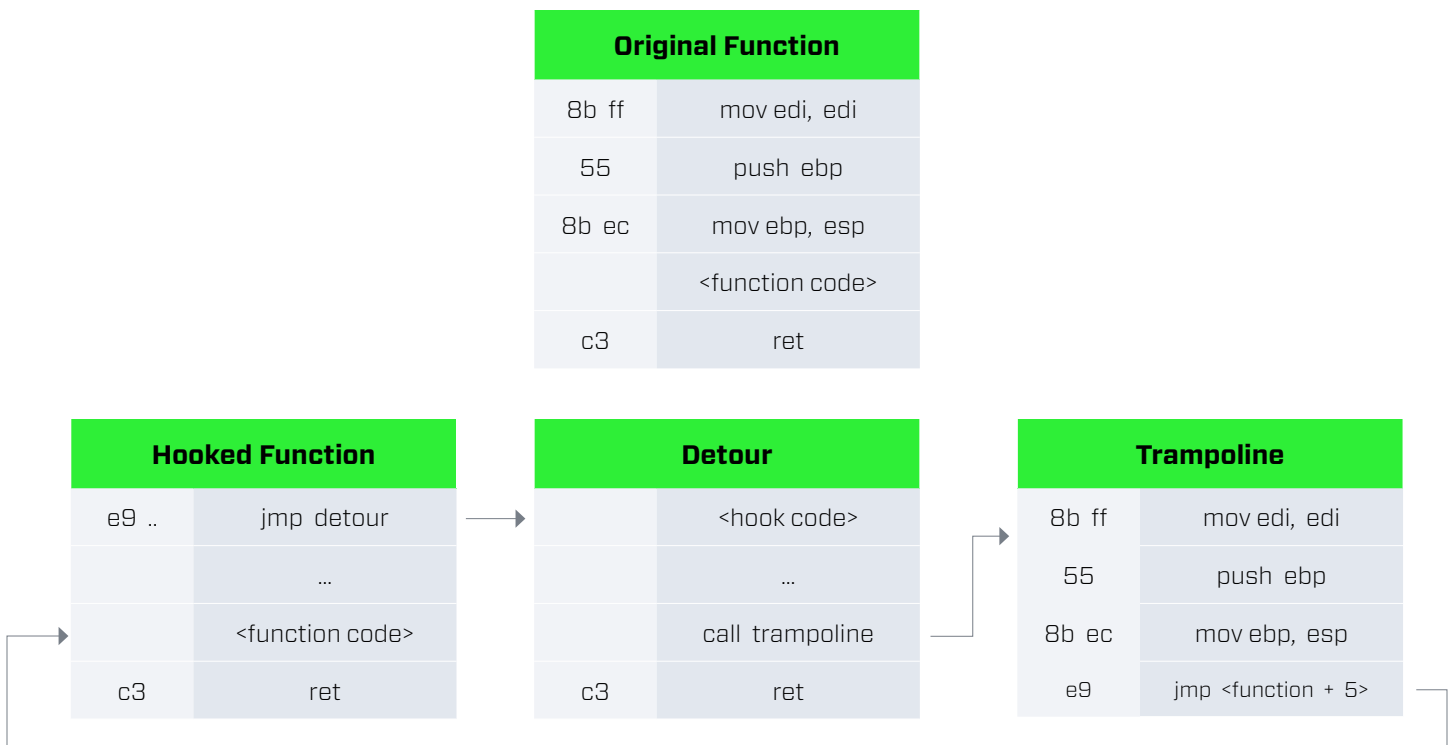 Original Function
8b ff mov edi, edi
55 push ebp
8b ec mov ebp, esp
<function code>
c3 ret
Hooked Function
e9 .. jmp detour
...
<function code>
c3 ret
Detour
<hook code>
...
call trampoline
c3 ret
Trampoline
8b ff mov edi, edi
55 push ebp
8b ec mov ebp, esp
e9 jmp <function + 5>